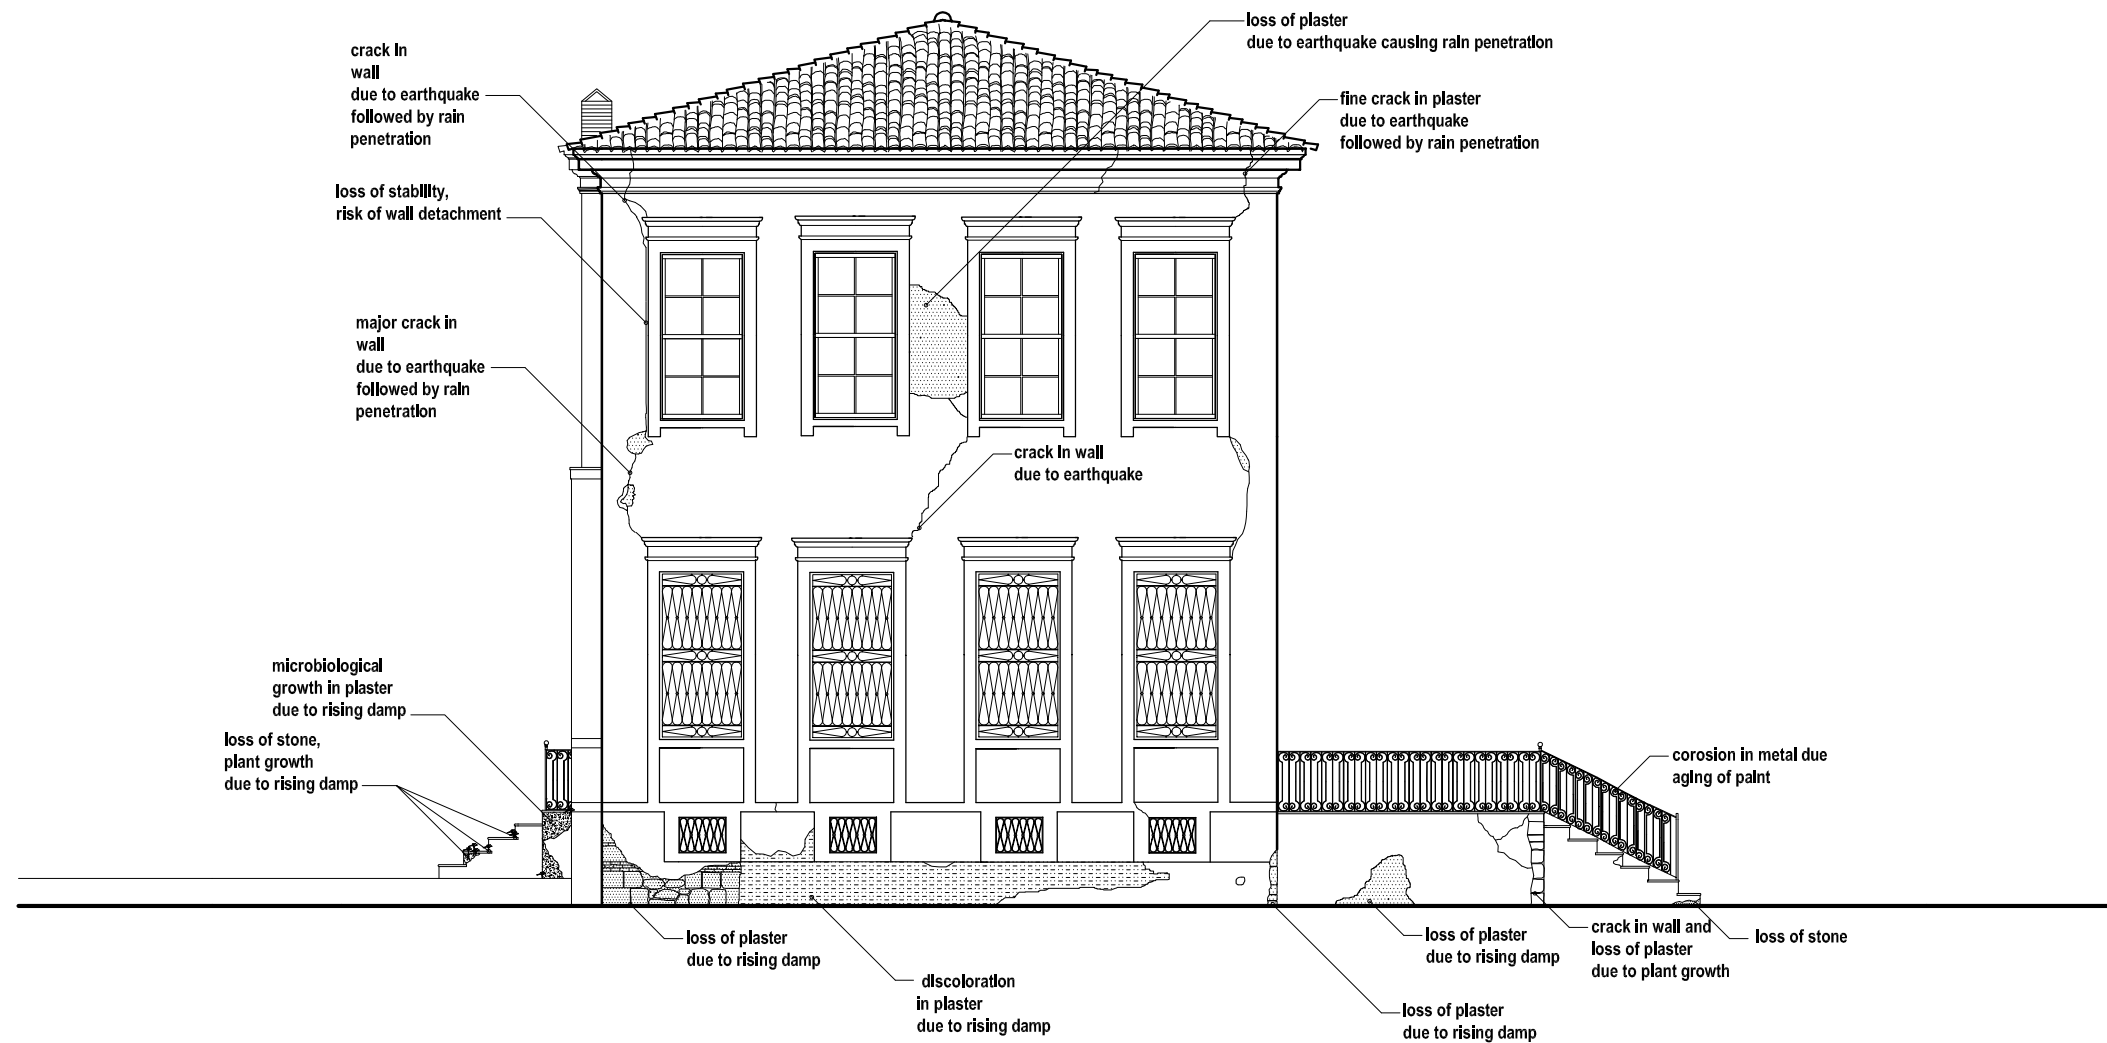 crack in
wall
due to earthquake
followed by rain
penetration
loss of plaster
due to earthquake causing rain penetration
fine crack in plaster
due to earthquake
followed by rain penetration
loss of stability,
risk of wall detachment
major crack in
wall
due to earthquake
followed by rain
penetration
crack in wall
due to earthquake
microbiological
growth in plaster
due to rising damp
loss of stone,
plant growth
due to rising damp
corosion in metal due
aging of paint
loss of plaster
due to rising damp
discoloration
in plaster
due to rising damp
loss of plaster
due to rising damp
crack in wall and
loss of plaster
due to plant growth
loss of stone
loss of plaster
due to rising damp